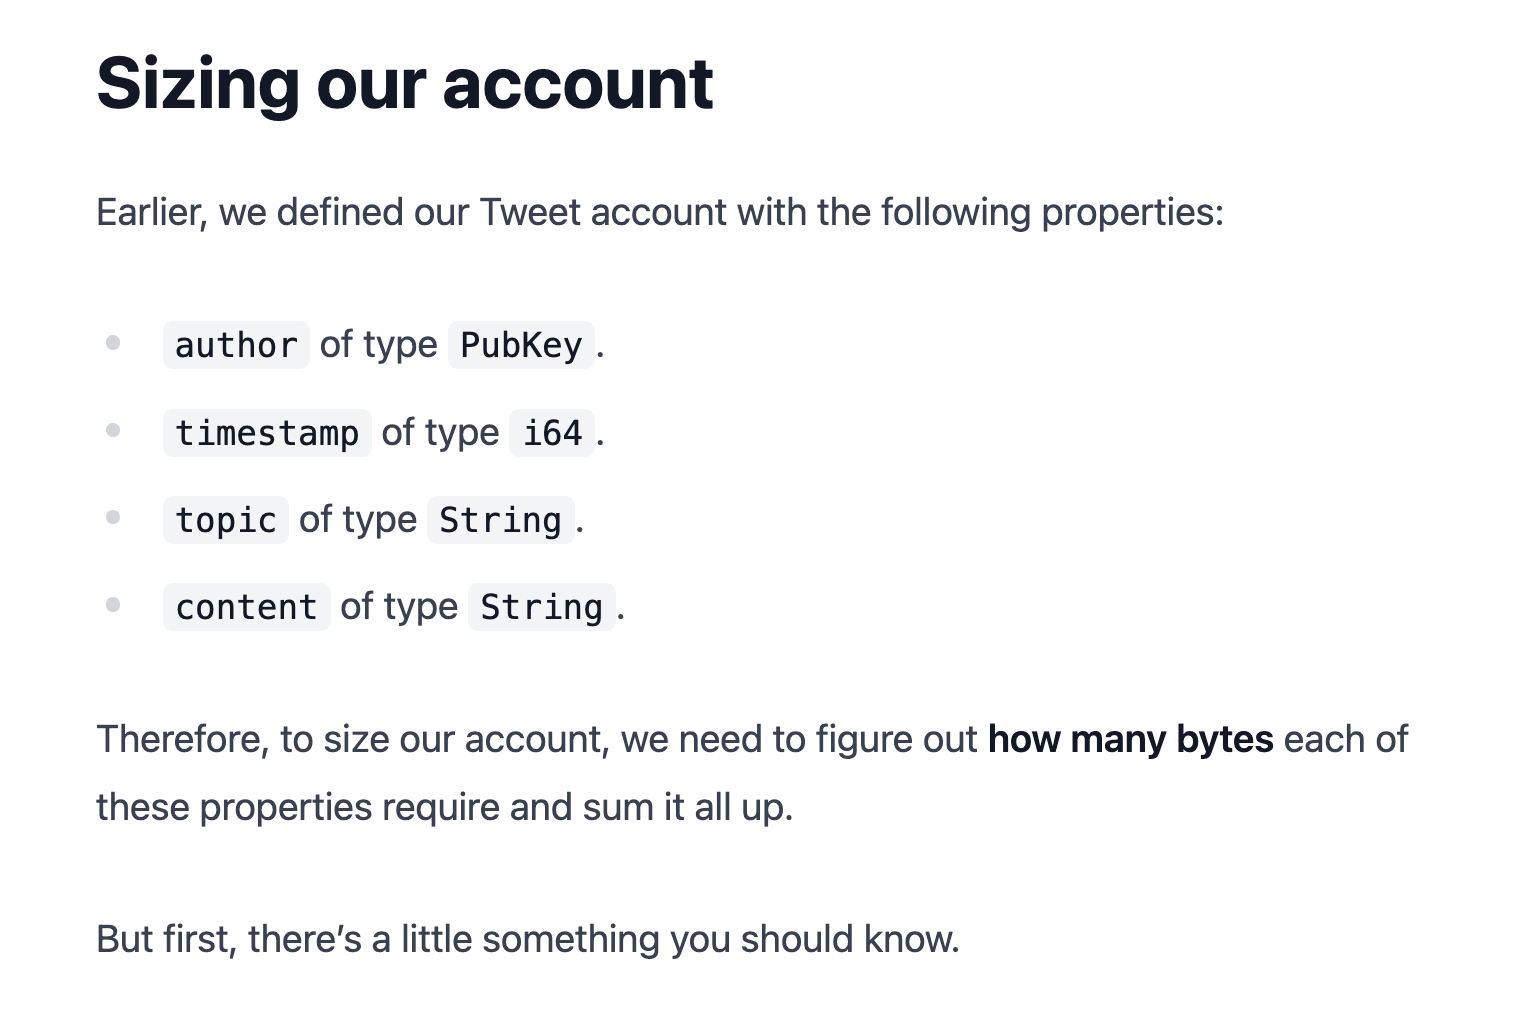 Sizing our account
Earlier, we defined our Tweet account with the following properties:
author of type PubKey.
timestamp of type i64.
topic of type String.
content of type String.
Therefore, to size our account, we need to figure out how many bytes each of
these properties require and sum it all up.
But first, there’s a little something you should know.